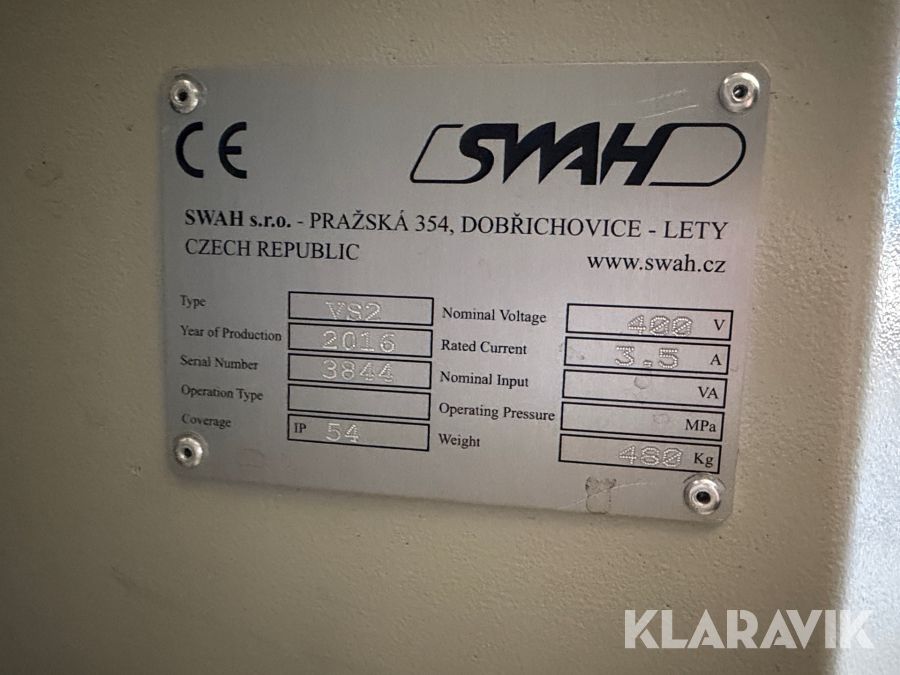 CE
SWAH
SWAH s.r.o. - PRAŽSKÁ 354, DOBŘICHOVICE - LETY
CZECH REPUBLIC
www.swah.cz
Type VS2
Year of Production 2016
Serial Number 3844
Operation Type
Coverage IP 54
Nominal Voltage 400 V
Rated Current 3.5 A
Nominal Input VA
Operating Pressure MPa
Weight 480 Kg
KLARAVIK